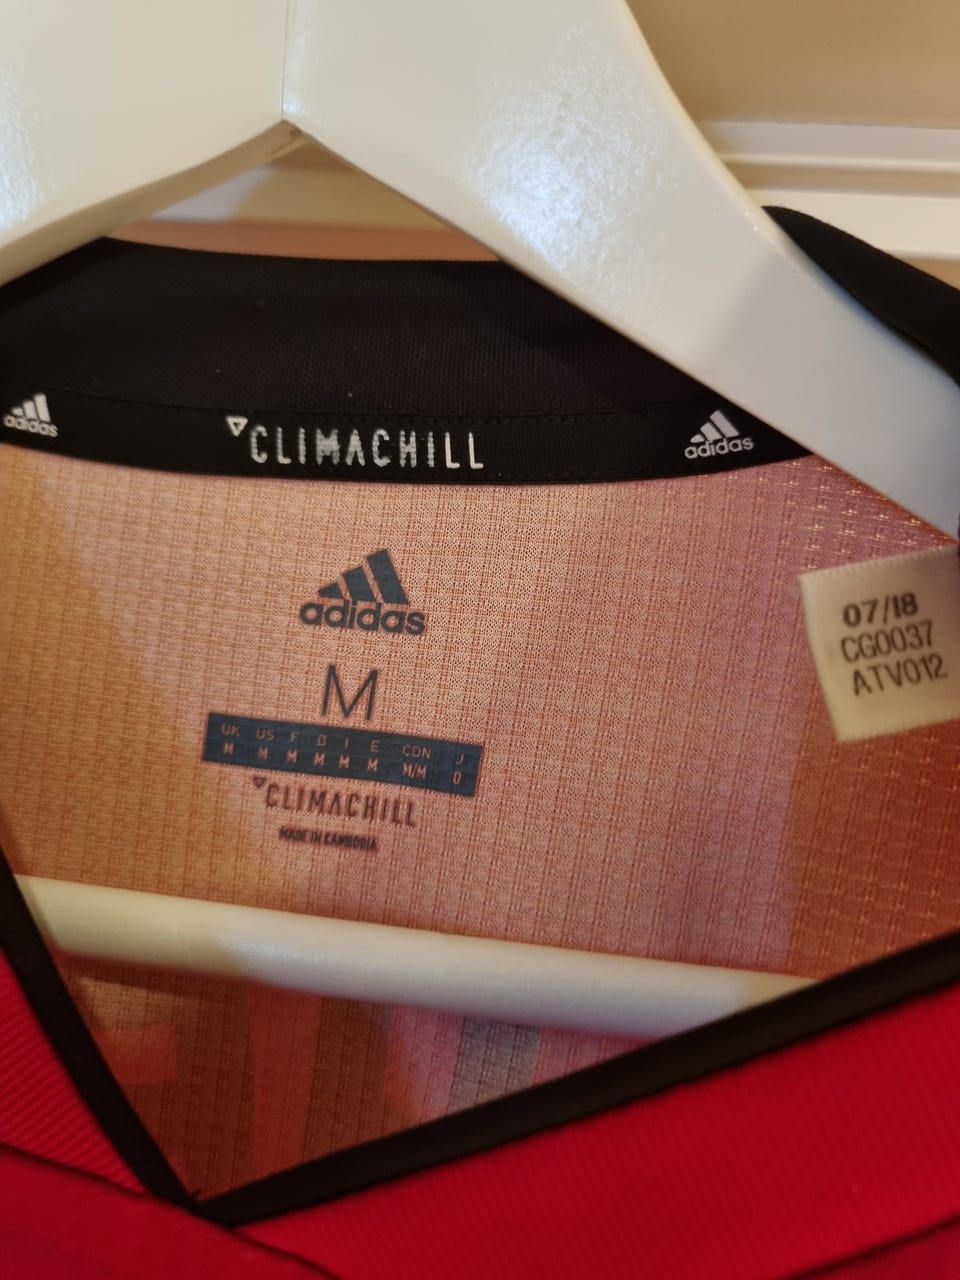 adidas
CLIMACHILL
adidas
adidas
M
UK US F D I E CDN J
M M M M M M M/M O
CLIMACHILL
MADE IN CAMBODIA
07/18
CG0037
ATV012